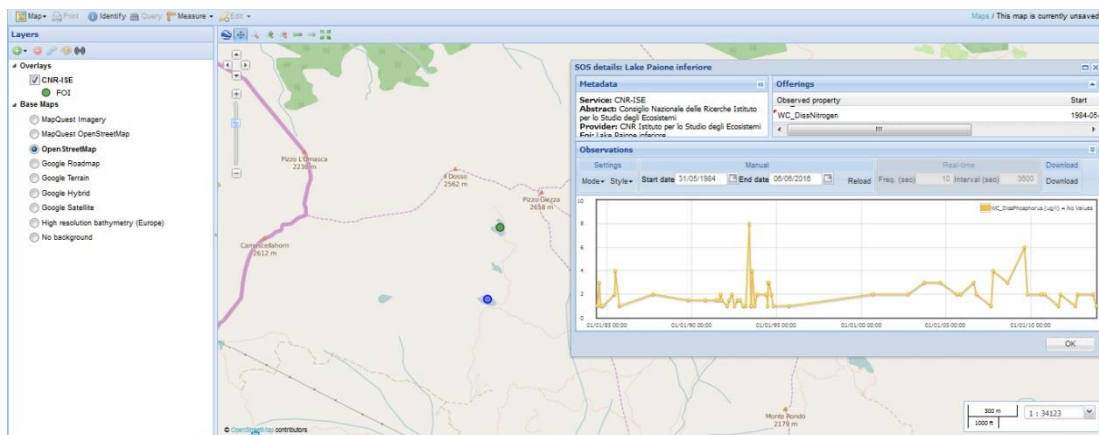 Map Print Identify Query Measure Edit
Maps / This map is currently unsaved
Layers
Overlays
CNR-ISE
FOI
Base Maps
MapQuest Imagery
MapQuest OpenStreetMap
OpenStreetMap
Google Roadmap
Google Terrain
Google Hybrid
Google Satellite
High resolution bathymetry (Europe)
No background
Pizzo L'Omasca
2238 m
Il Dosso
2562 m
Pizzo Giezza
2658 m
2612 m
Monte Rondo
2179 m
© OpenStreetMap contributors
SOS details: Lake Paione inferiore
Metadata
Service: CNR-ISE
Abstract: Consiglio Nazionale delle Ricerche Istituto
per lo Studio degli Ecosistemi
Provider: CNR Istituto per lo Studio degli Ecosistemi
Foi: Lake Paione inferiore
Offerings
Observed property Start
WC_DissNitrogen 1984-05-
Observations
Settings Manual Real-time Download
Mode Style Start date 31/05/1984 End date 06/06/2016 Reload Freq. (sec) 10 Interval (sec) 3600 Download
WC_DissPhosphorus (ug/l) = No Values
10
8
6
4
2
0
01/01/85 00:00 01/01/90 00:00 01/01/95 00:00 01/01/00 00:00 01/01/05 00:00 01/01/10 00:00
OK
500 m
1000 ft
1 : 34123